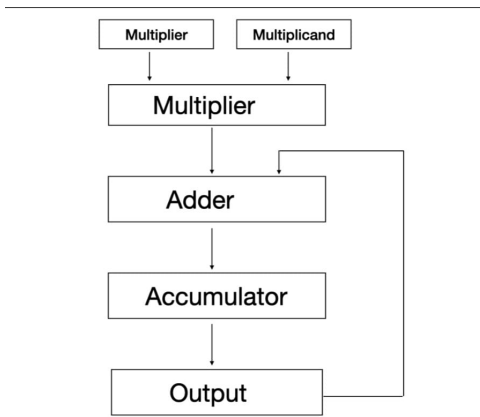 Multiplier
Multiplicand
Multiplier
Adder
Accumulator
Output